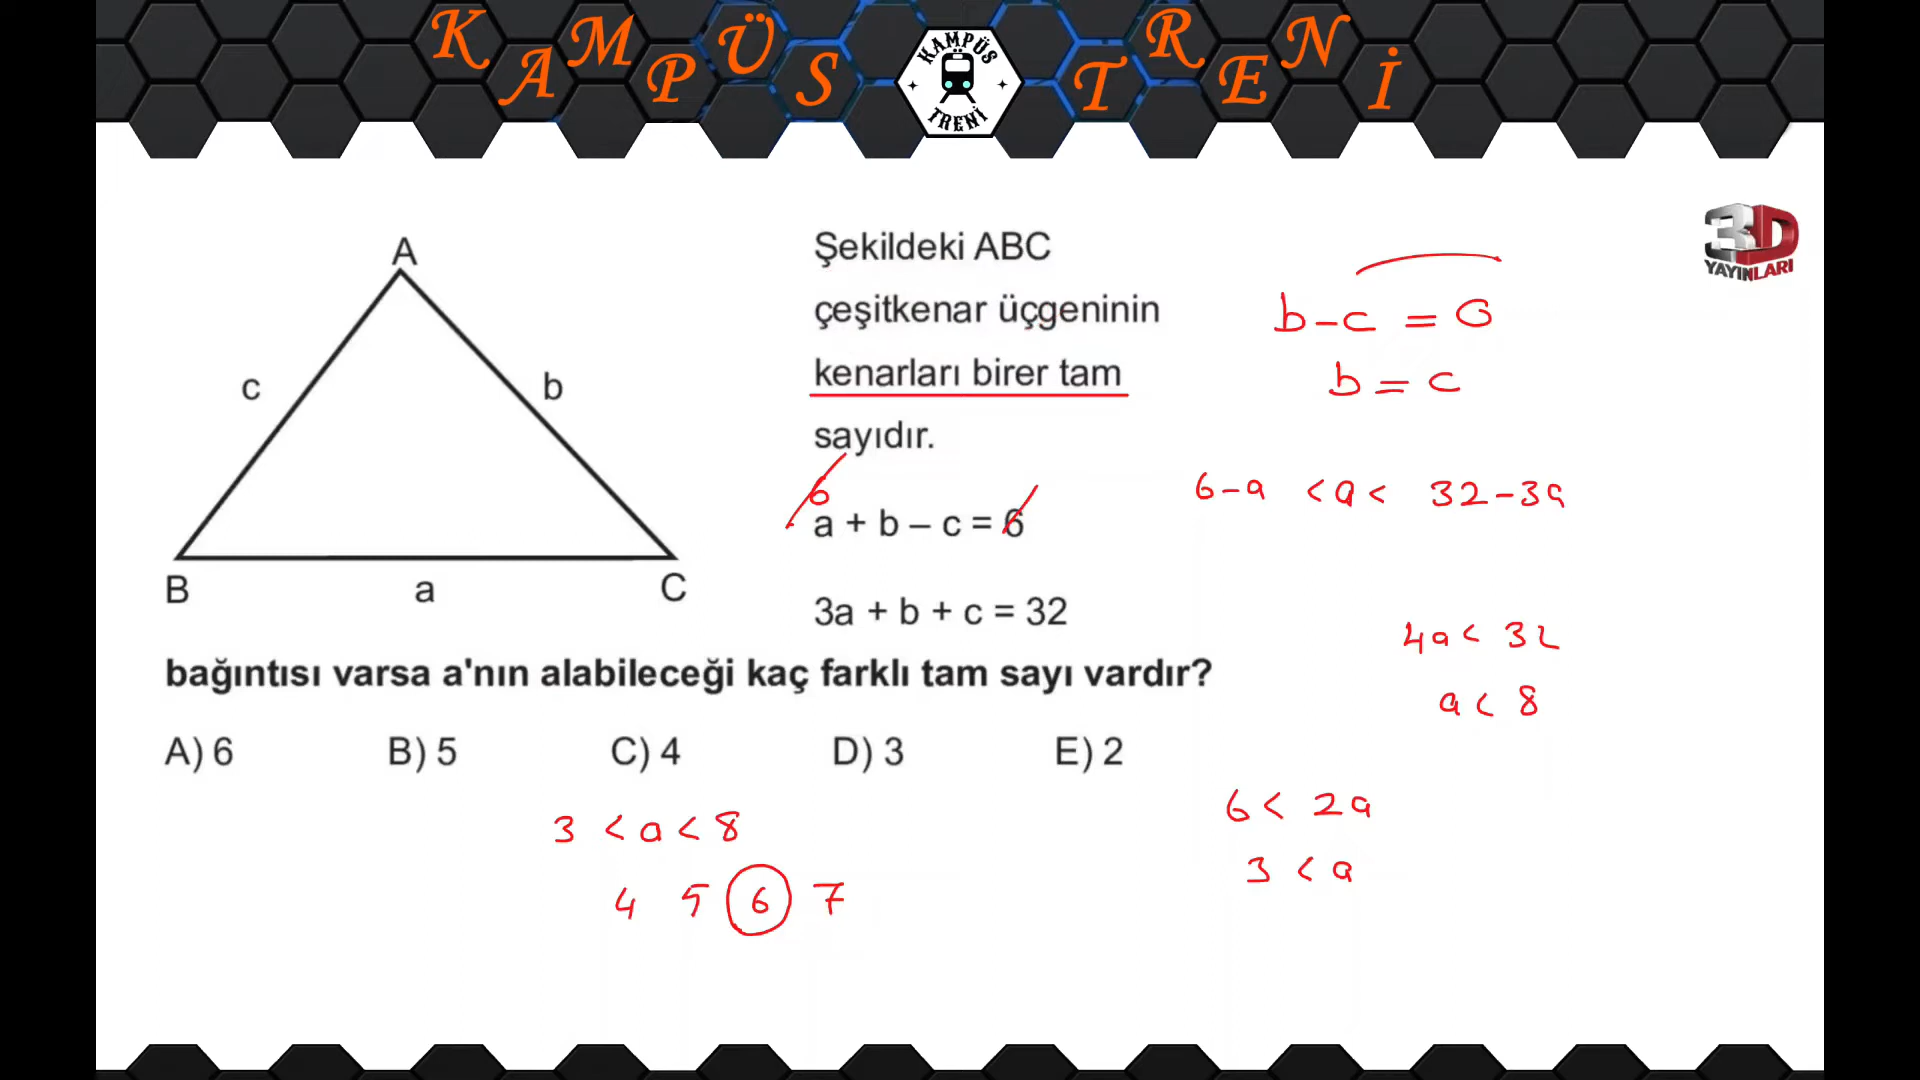 KAMPÜS TRENİ
KAMPÜS
TRENİ
3D
YAYINLARI
A
c
b
B
a
C
Şekildeki ABC
çeşitkenar üçgeninin
kenarları birer tam
sayıdır.
6
a + b – c = 6
3a + b + c = 32
bağıntısı varsa a'nın alabileceği kaç farklı tam sayı vardır?
A) 6 B) 5 C) 4 D) 3 E) 2
b - c = 0
b = c
6 - a < a < 32 - 3a
4a < 32
a < 8
6 < 2a
3 < a
3 < a < 8
4 5 6 7